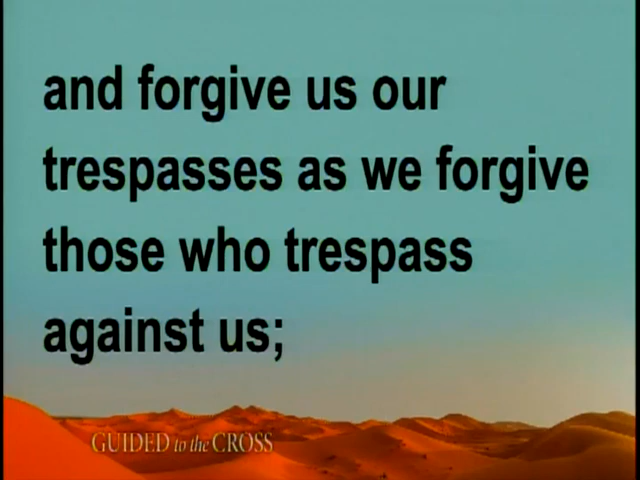 and forgive us our
trespasses as we forgive
those who trespass
against us;
GUIDED to the CROSS